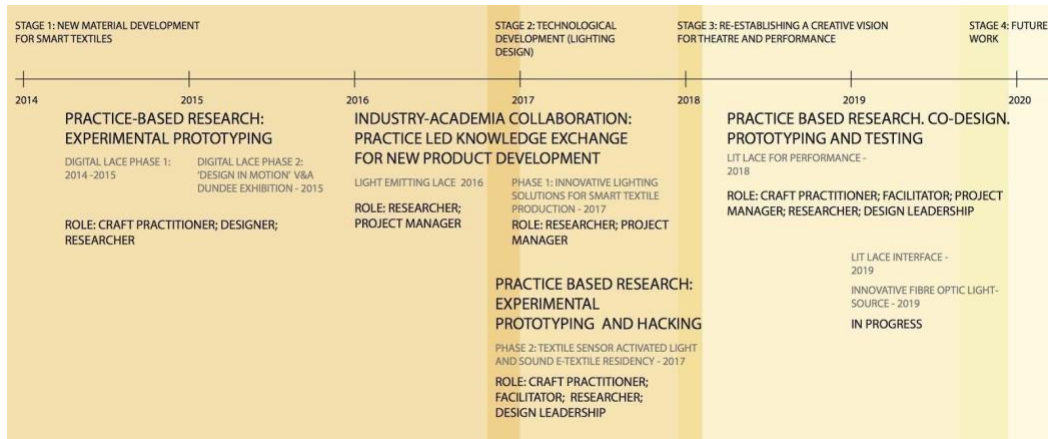 STAGE 1: NEW MATERIAL DEVELOPMENT
FOR SMART TEXTILES
STAGE 2: TECHNOLOGICAL
DEVELOPMENT (LIGHTING
DESIGN)
STAGE 3: RE-ESTABLISHING A CREATIVE VISION
FOR THEATRE AND PERFORMANCE
STAGE 4: FUTURE
WORK
2014
2015
2016
2017
2018
2019
2020
PRACTICE-BASED RESEARCH:
EXPERIMENTAL PROTOTYPING
DIGITAL LACE PHASE 1:
2014 -2015
DIGITAL LACE PHASE 2:
'DESIGN IN MOTION' V&A
DUNDEE EXHIBITION - 2015
ROLE: CRAFT PRACTITIONER; DESIGNER;
RESEARCHER
INDUSTRY-ACADEMIA COLLABORATION:
PRACTICE LED KNOWLEDGE EXCHANGE
FOR NEW PRODUCT DEVELOPMENT
LIGHT EMITTING LACE 2016
ROLE: RESEARCHER;
PROJECT MANAGER
PHASE 1: INNOVATIVE LIGHTING
SOLUTIONS FOR SMART TEXTILE
PRODUCTION - 2017
ROLE: RESEARCHER; PROJECT
MANAGER
PRACTICE BASED RESEARCH:
EXPERIMENTAL
PROTOTYPING AND HACKING
PHASE 2: TEXTILE SENSOR ACTIVATED LIGHT
AND SOUND E-TEXTILE RESIDENCY - 2017
ROLE: CRAFT PRACTITIONER;
FACILITATOR; RESEARCHER;
DESIGN LEADERSHIP
PRACTICE BASED RESEARCH. CO-DESIGN.
PROTOTYPING AND TESTING
LIT LACE FOR PERFORMANCE -
2018
ROLE: CRAFT PRACTITIONER; FACILITATOR; PROJECT
MANAGER; RESEARCHER; DESIGN LEADERSHIP
LIT LACE INTERFACE -
2019
INNOVATIVE FIBRE OPTIC LIGHT-
SOURCE - 2019
IN PROGRESS